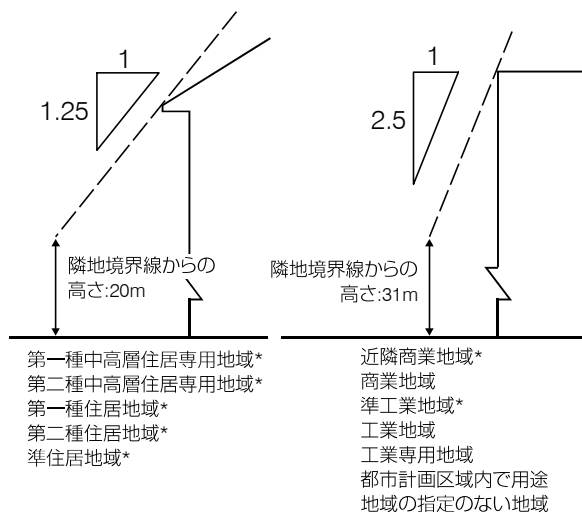 1
1.25
隣地境界線からの
高さ:20m
第一種中高層住居専用地域*
第二種中高層住居専用地域*
第一種住居地域*
第二種住居地域*
準住居地域*
1
2.5
隣地境界線からの
高さ:31m
近隣商業地域*
商業地域
準工業地域*
工業地域
工業専用地域
都市計画区域内で用途
地域の指定のない地域